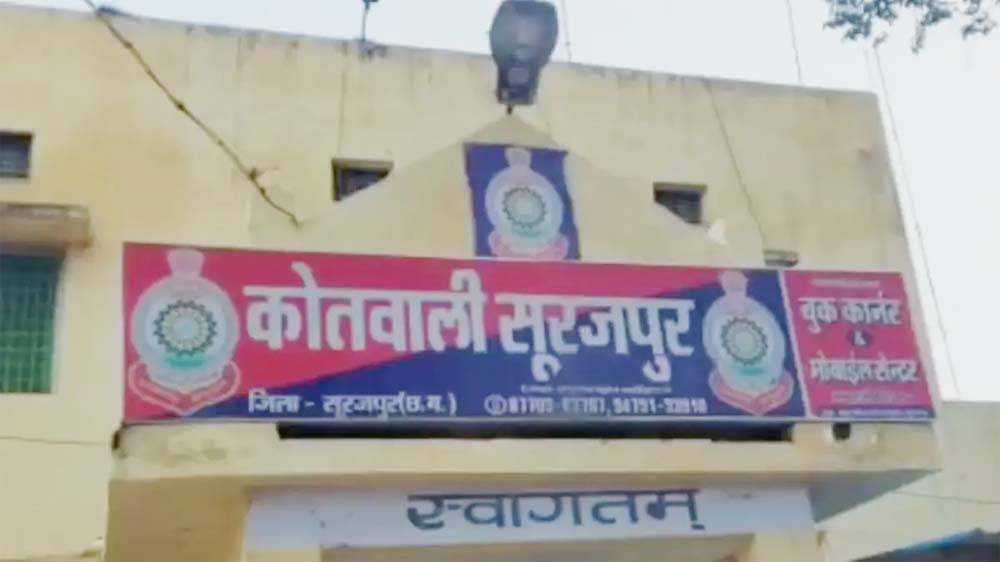 कोतवाली सूरजपुर
जिला - सूरजपुर(छ.ग.)
बुक कार्नर
&
मोबाईल सेन्टर
स्वागतम्